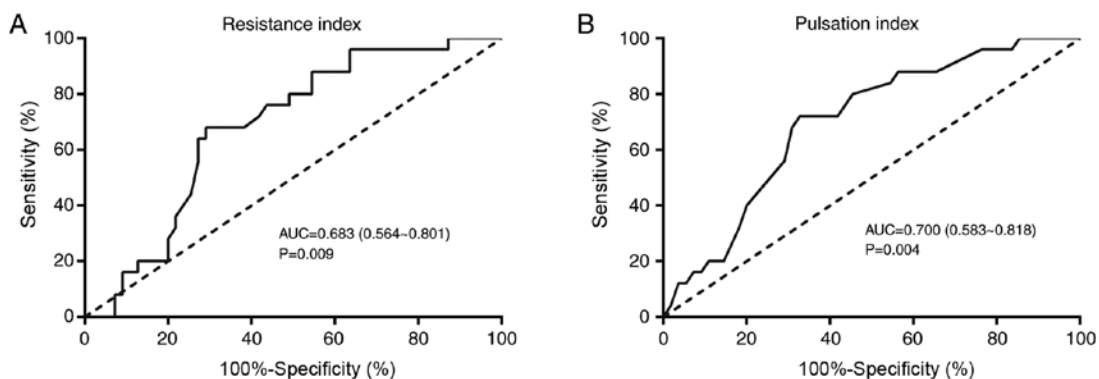 A
Resistance index
100
80
60
40
20
0
Sensitivity (%)
AUC=0.683 (0.564~0.801)
P=0.009
0 20 40 60 80 100
100%-Specificity (%)
B
Pulsation index
100
80
60
40
20
0
Sensitivity (%)
AUC=0.700 (0.583~0.818)
P=0.004
0 20 40 60 80 100
100%-Specificity (%)